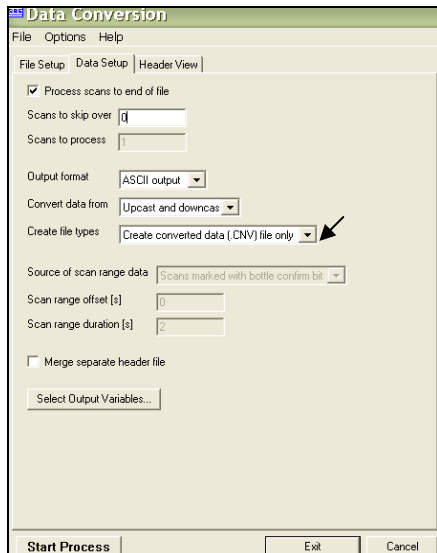 Data Conversion
File Options Help
File Setup Data Setup Header View
Process scans to end of file
Scans to skip over 0
Scans to process 1
Output format ASCII output
Convert data from Upcast and downcas
Create file types Create converted data (.CNV) file only
Source of scan range data Scans marked with bottle confirm bit
Scan range offset [s] 0
Scan range duration [s] 2
Merge separate header file
Select Output Variables...
Start Process Exit Cancel